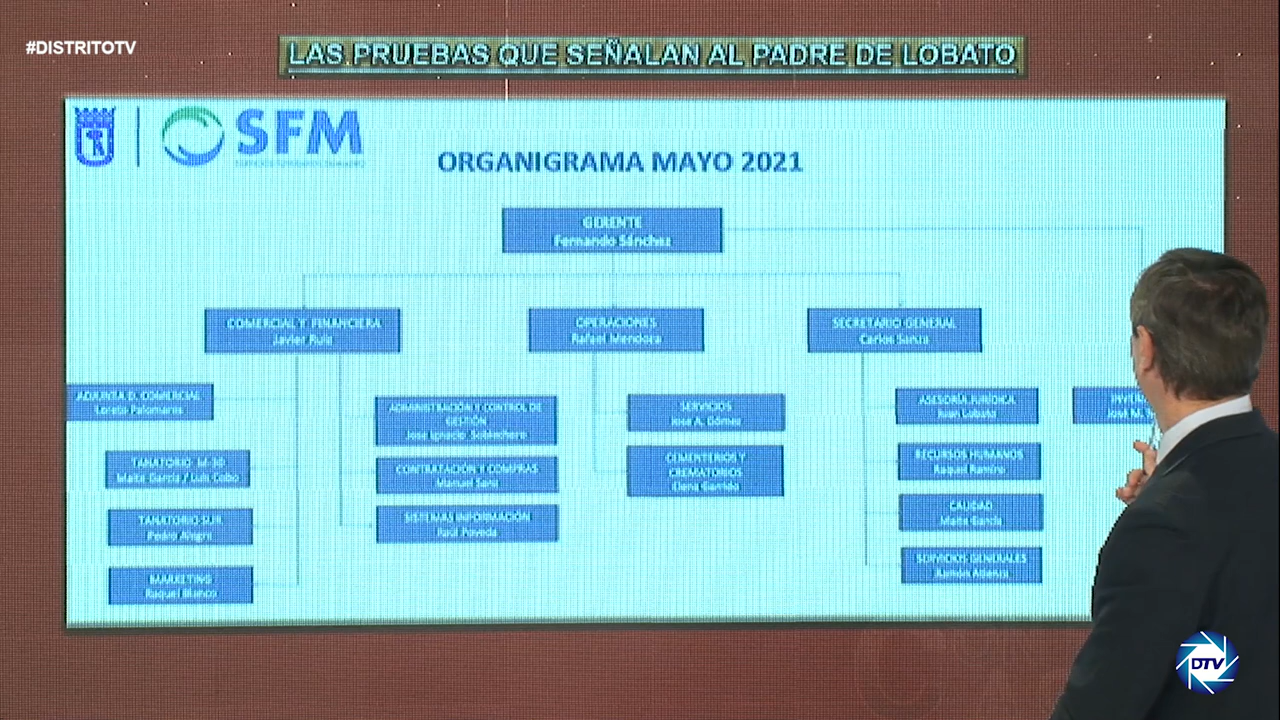 #DISTRITOTV
LAS PRUEBAS QUE SEÑALAN AL PADRE DE LOBATO
SFM
ORGANIGRAMA MAYO 2021
GERENTE
Fernando Sánchez
COMERCIAL Y FINANCIERA
Javier Ruiz
OPERACIONES
Rafael Mendoza
SECRETARIO GENERAL
Carlos Sanza
ADJUNTA D. COMERCIAL
Loreto Palomares
ADMINISTRACIÓN Y CONTROL DE
GESTIÓN
Jose Ignacio
SERVICIOS
Jose A. Gómez
ASESORÍA JURÍDICA
Juan Lobato
José M.
TANATORIO M-30
Maite García / Luis Cobo
CONTRATACIÓN Y COMPRAS
Manuel Sanz
CEMENTERIOS Y
CREMATORIOS
Elena Garrido
RECURSOS HUMANOS
Raquel Ramiro
TANATORIO SUR
Pedro Alegre
SISTEMAS INFORMACIÓN
Raúl Poveda
CALIDAD
Maite García
MARKETING
Raquel Blanco
SERVICIOS GENERALES
Ramón Atienza
DTV